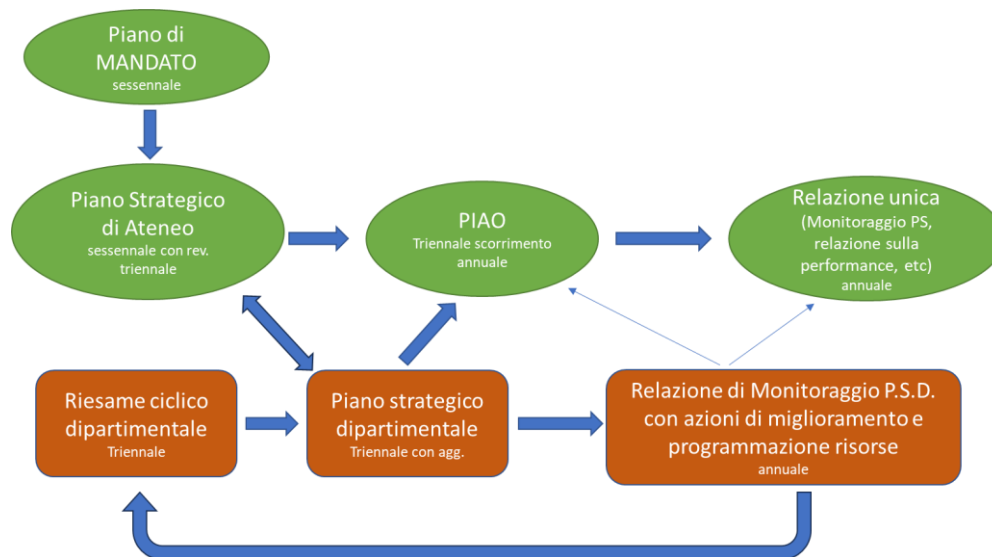 Piano di
MANDATO
sessennale
Piano Strategico
di Ateneo
sessennale con rev.
triennale
PIAO
Triennale scorrimento
annuale
Relazione unica
(Monitoraggio PS,
relazione sulla
performance, etc)
annuale
Riesame ciclico
dipartimentale
Triennale
Piano strategico
dipartimentale
Triennale con agg.
Relazione di Monitoraggio P.S.D.
con azioni di miglioramento e
programmazione risorse
annuale